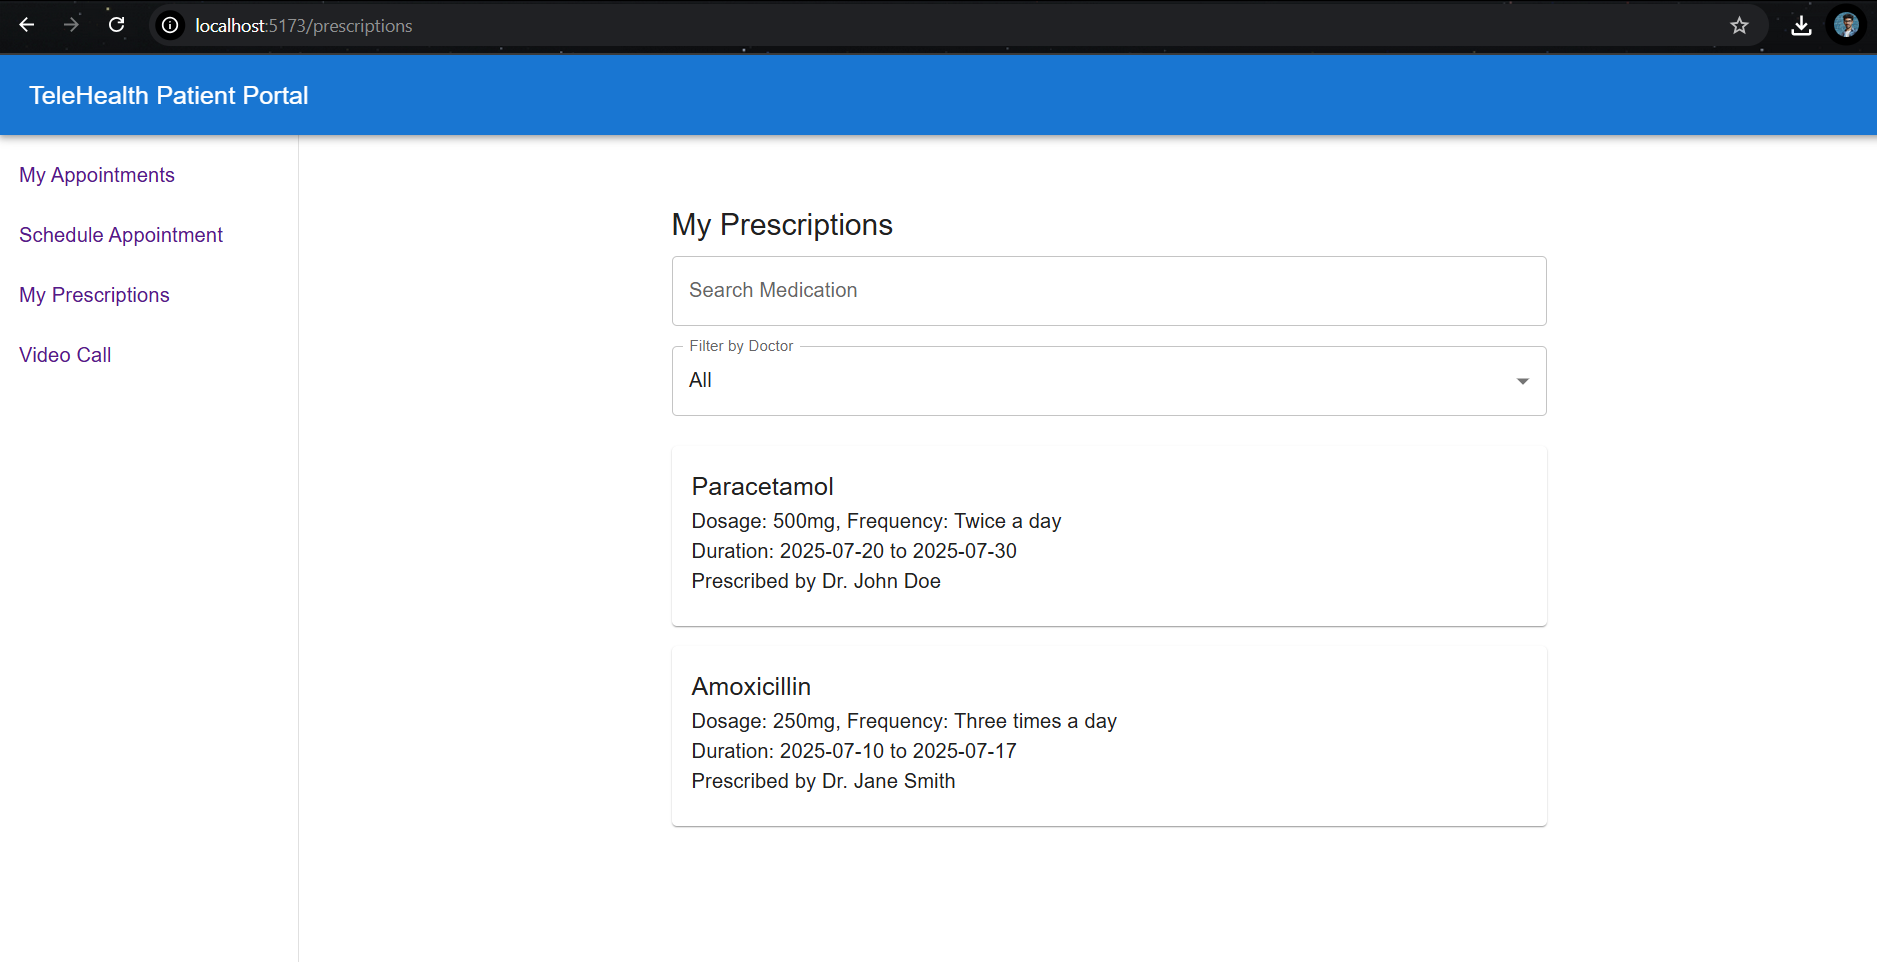 localhost:5173/prescriptions
TeleHealth Patient Portal
My Appointments
Schedule Appointment
My Prescriptions
Video Call
My Prescriptions
Search Medication
Filter by Doctor
All
Paracetamol
Dosage: 500mg, Frequency: Twice a day
Duration: 2025-07-20 to 2025-07-30
Prescribed by Dr. John Doe
Amoxicillin
Dosage: 250mg, Frequency: Three times a day
Duration: 2025-07-10 to 2025-07-17
Prescribed by Dr. Jane Smith